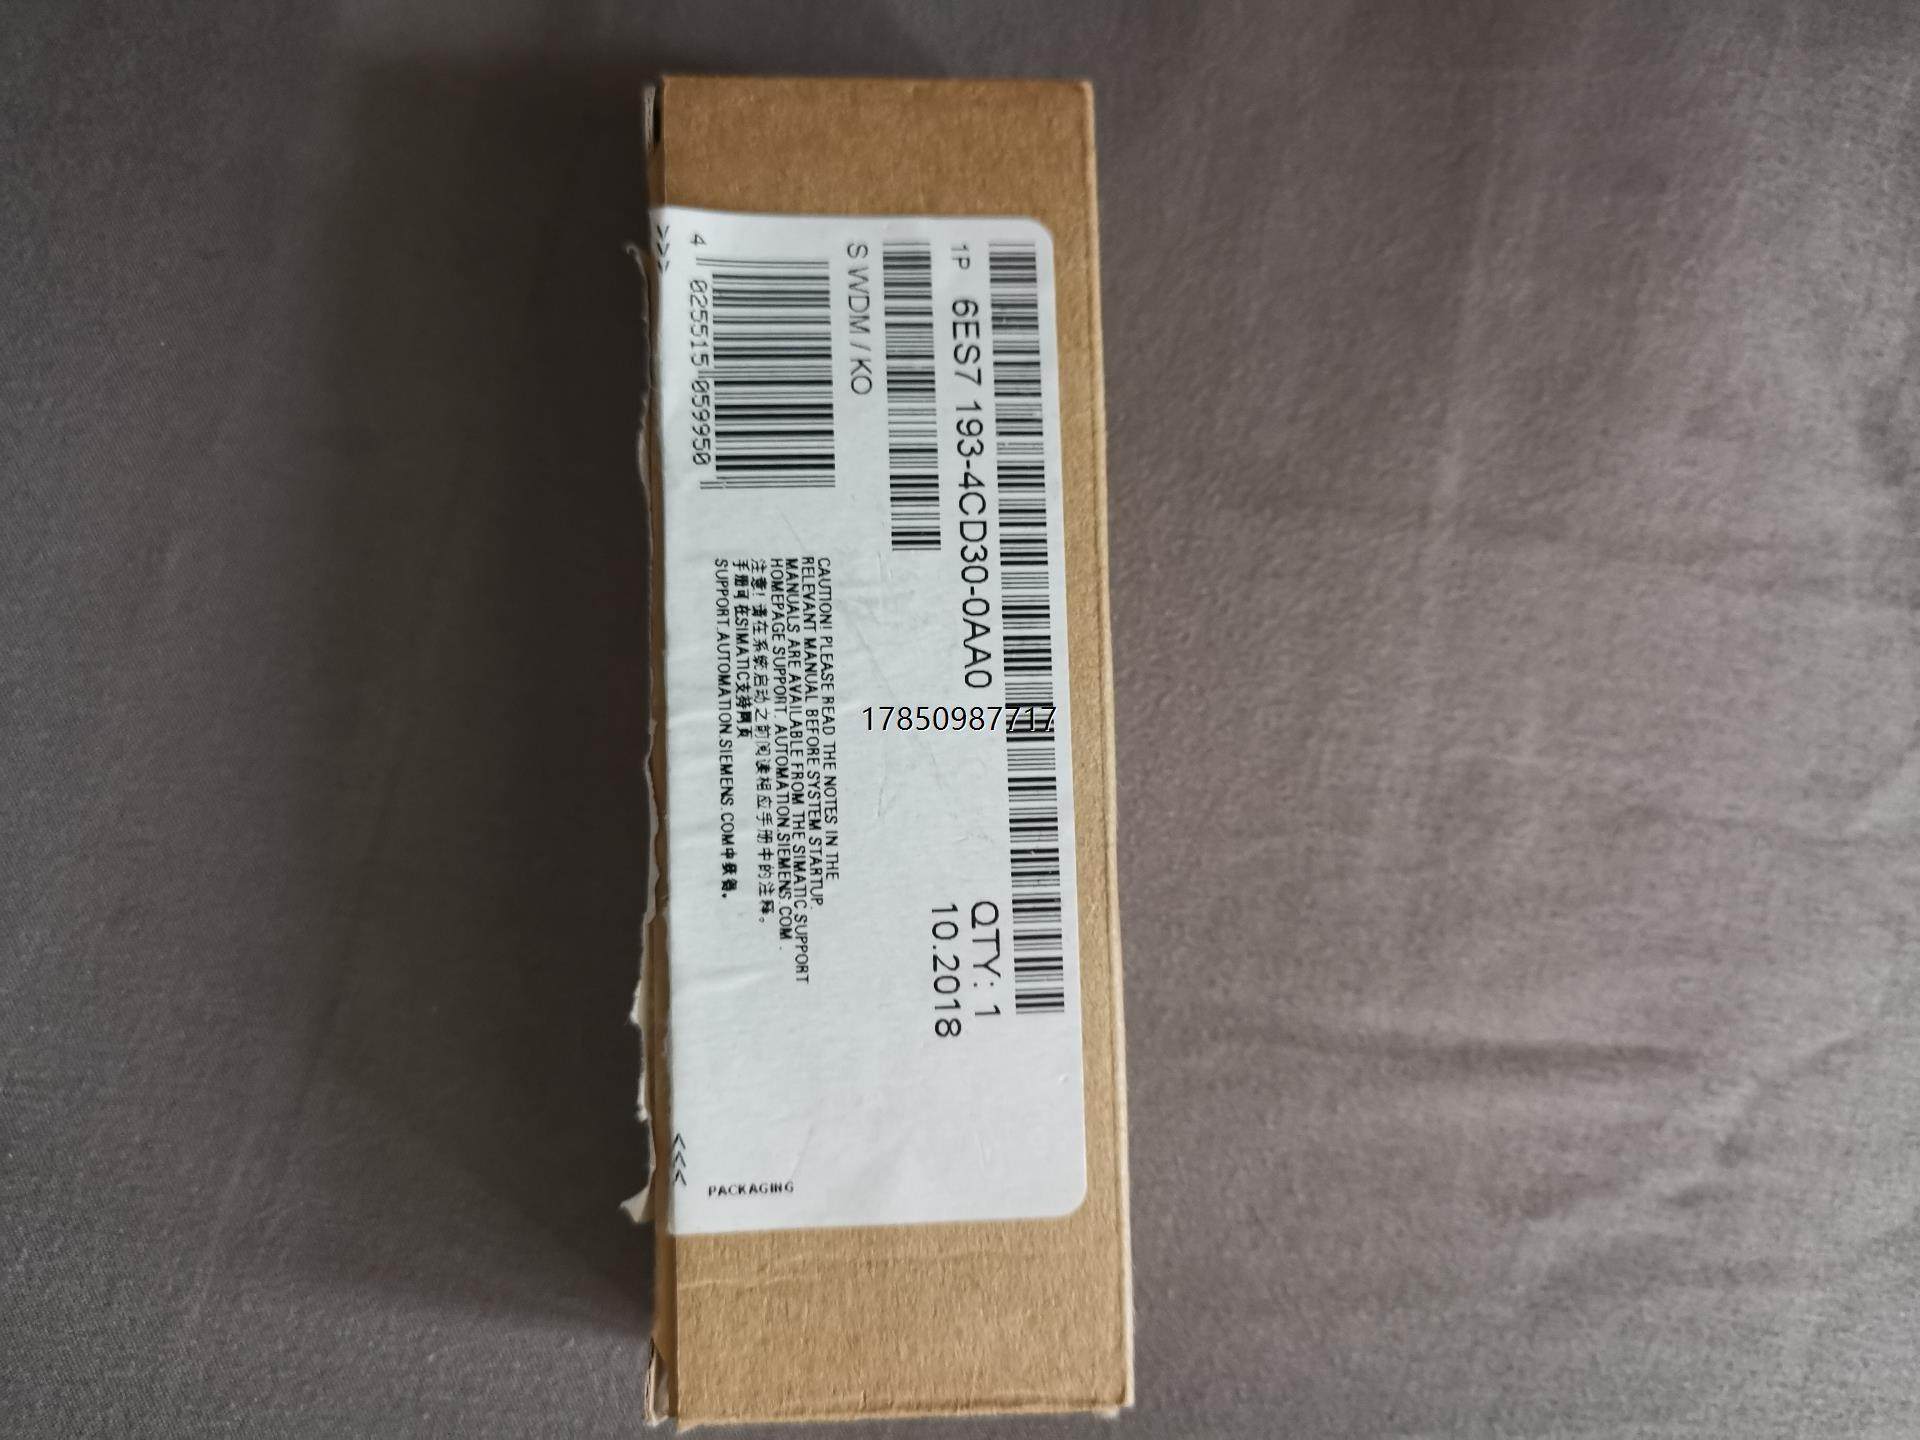 1P 6ES7 193-4CD30-0AA0
QTY: 1
10.2018
S VVDM / KO
4 025515 059950
CAUTION! PLEASE READ THE NOTES IN THE
RELEVANT MANUAL BEFORE SYSTEM STARTUP.
MANUALS ARE AVAILABLE FROM THE SIMATIC SUPPORT
HOMEPAGE SUPPORT.AUTOMATION.SIEMENS.COM.
注意! 请在系统启动之前阅读相应手册中的注释。
手册可在SIMATIC支持网页
SUPPORT.AUTOMATION.SIEMENS.COM中获得。
PACKAGING
>>>
<<<
17850987717